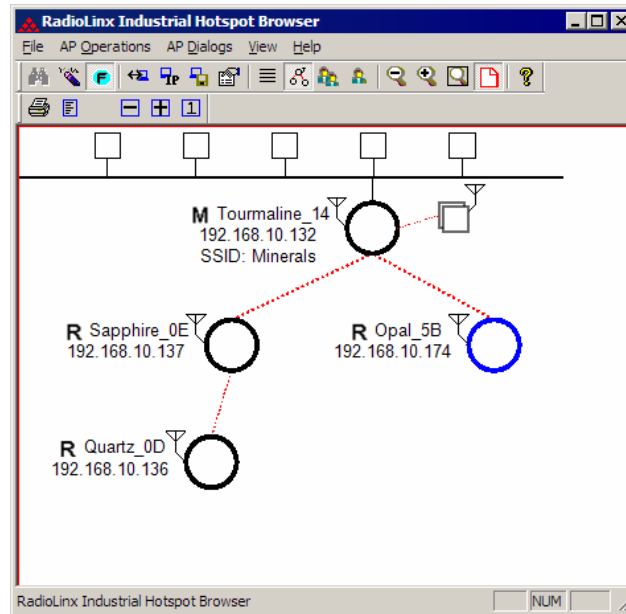 RadioLinx Industrial Hotspot Browser
File AP Operations AP Dialogs View Help
F IP ?
1
M Tourmaline_14
192.168.10.132
SSID: Minerals
R Sapphire_0E
192.168.10.137
R Opal_5B
192.168.10.174
R Quartz_0D
192.168.10.136
RadioLinx Industrial Hotspot Browser NUM